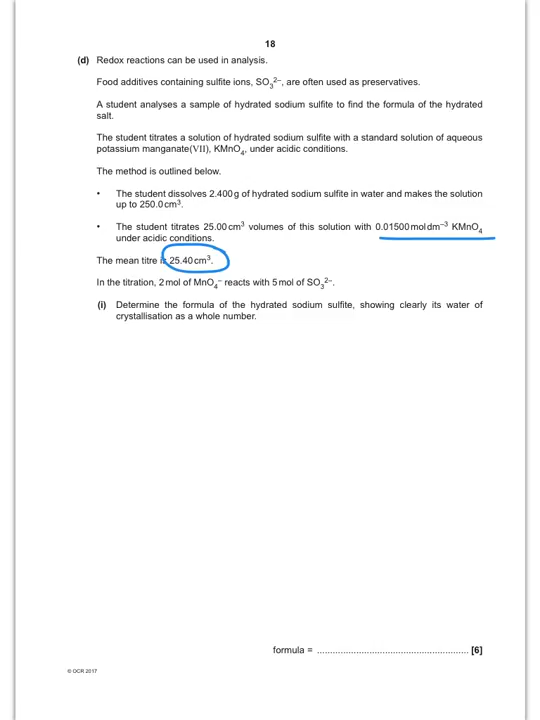 18
(d) Redox reactions can be used in analysis.
Food additives containing sulfite ions, SO₃²⁻, are often used as preservatives.
A student analyses a sample of hydrated sodium sulfite to find the formula of the hydrated
salt.
The student titrates a solution of hydrated sodium sulfite with a standard solution of aqueous
potassium manganate(VII), KMnO₄, under acidic conditions.
The method is outlined below.
• The student dissolves 2.400 g of hydrated sodium sulfite in water and makes the solution
up to 250.0 cm³.
• The student titrates 25.00 cm³ volumes of this solution with 0.01500 mol dm⁻³ KMnO₄
under acidic conditions.
The mean titre is 25.40 cm³.
In the titration, 2 mol of MnO₄⁻ reacts with 5 mol of SO₃²⁻.
(i) Determine the formula of the hydrated sodium sulfite, showing clearly its water of
crystallisation as a whole number.
formula = .......................................................... [6]
© OCR 2017